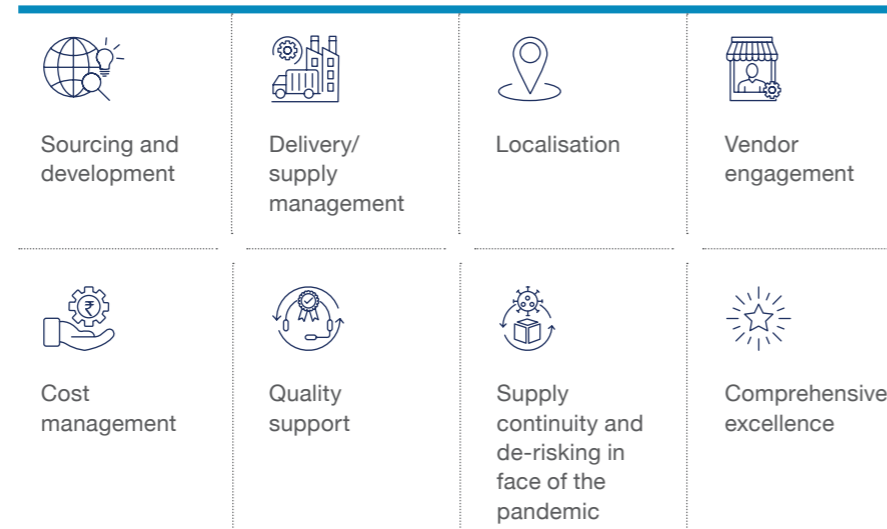 Sourcing and
development
Delivery/
supply
management
Localisation
Vendor
engagement
₹
Cost
management
Quality
support
Supply
continuity and
de-risking in
face of the
pandemic
Comprehensive
excellence